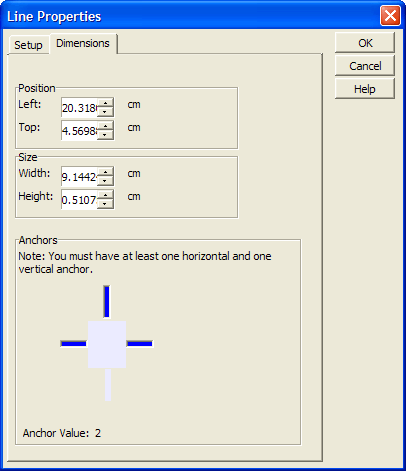 Line Properties
Setup Dimensions
OK
Cancel
Help
Position
Left: 20.318 cm
Top: 4.5698 cm
Size
Width: 9.1442 cm
Height: 0.5107 cm
Anchors
Note: You must have at least one horizontal and one
vertical anchor.
Anchor Value: 2